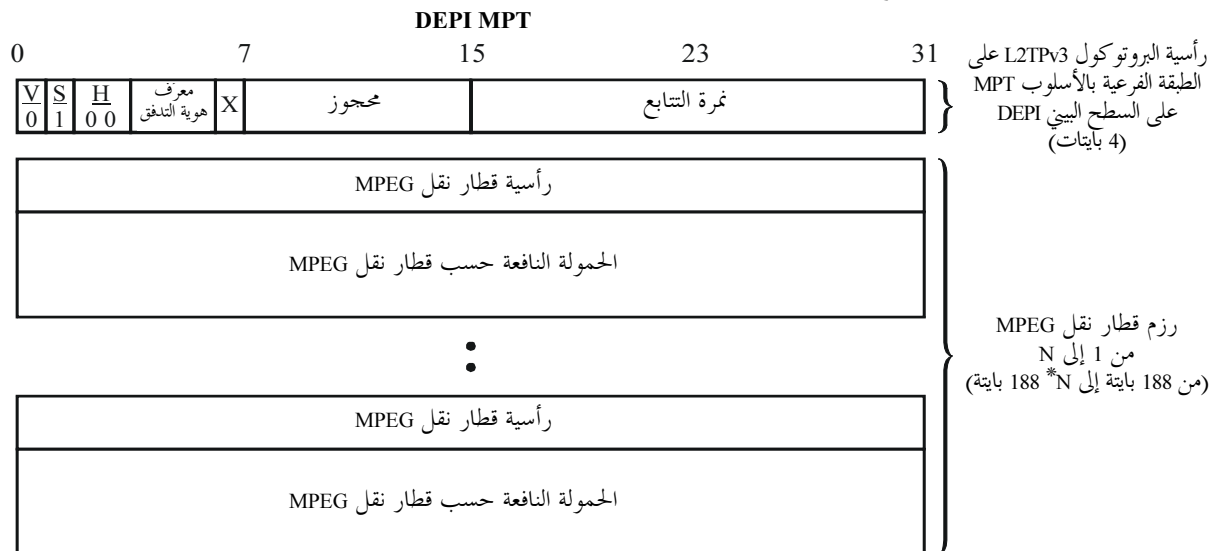 DEPI MPT
0 7 15 23 31
V S H معرّف X محجوز نمرة التتابع
0 1 0 0 هوية التدفق
رأسية البروتوكول L2TPv3 على
الطبقة الفرعية بالأسلوب MPT
على السطح البيني DEPI
(4 بايتات)
رأسية قطار نقل MPEG
الحمولة النافعة حسب قطار نقل MPEG
رزم قطار نقل MPEG
من 1 إلى N
(من 188 بايتة إلى N* 188 بايتة)
رأسية قطار نقل MPEG
الحمولة النافعة حسب قطار نقل MPEG